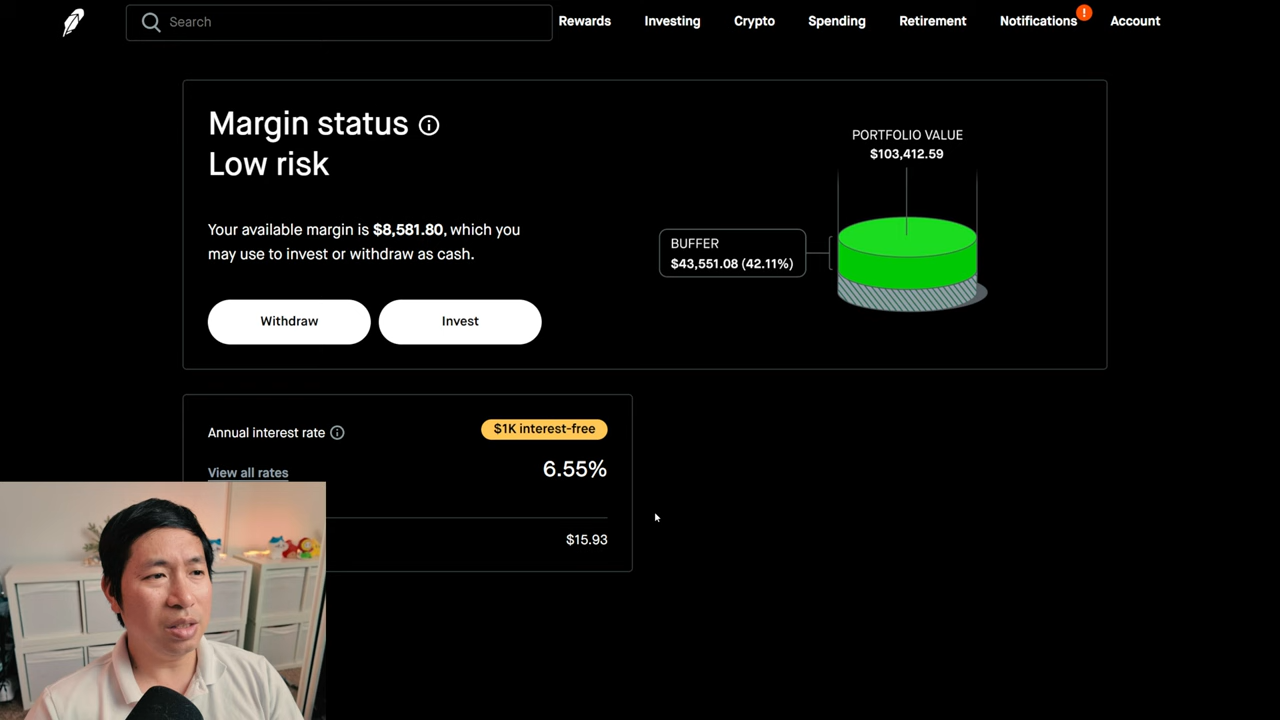 Search
Rewards
Investing
Crypto
Spending
Retirement
Notifications
!
Account
Margin status
Low risk
Your available margin is $8,581.80, which you
may use to invest or withdraw as cash.
Withdraw
Invest
PORTFOLIO VALUE
$103,412.59
BUFFER
$43,551.08 (42.11%)
Annual interest rate
$1K interest-free
View all rates
6.55%
$15.93